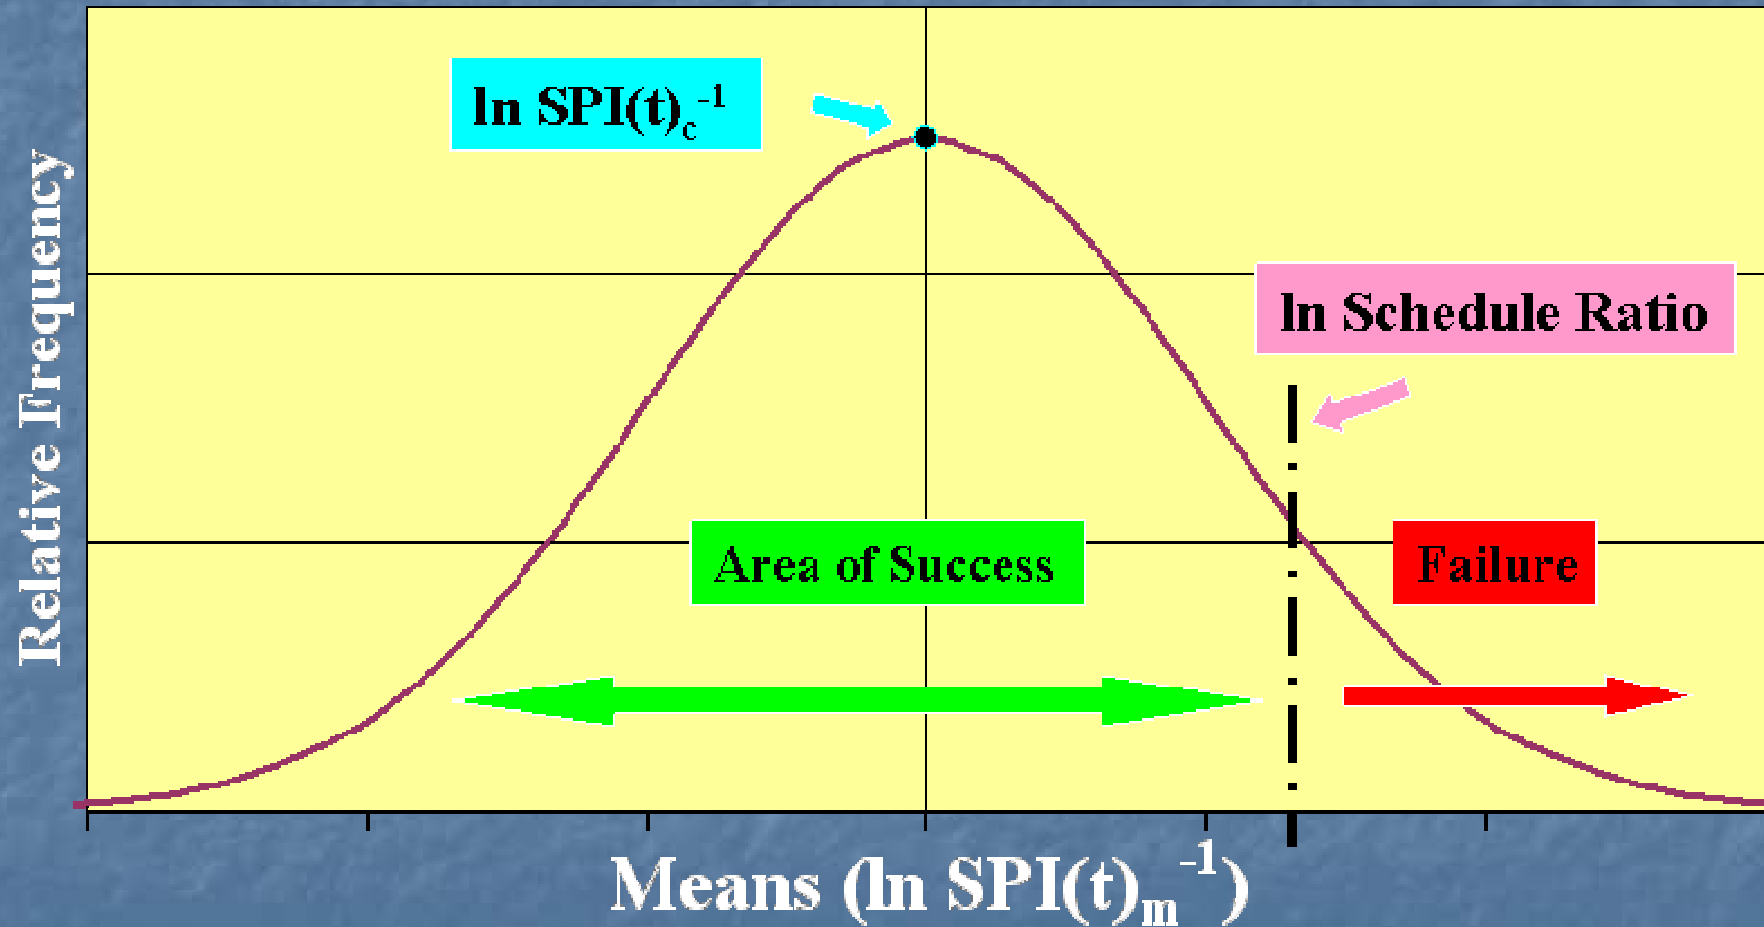 ln SPI(t)c-1
Relative Frequency
ln Schedule Ratio
Area of Success
Failure
Means (ln SPI(t)m-1)